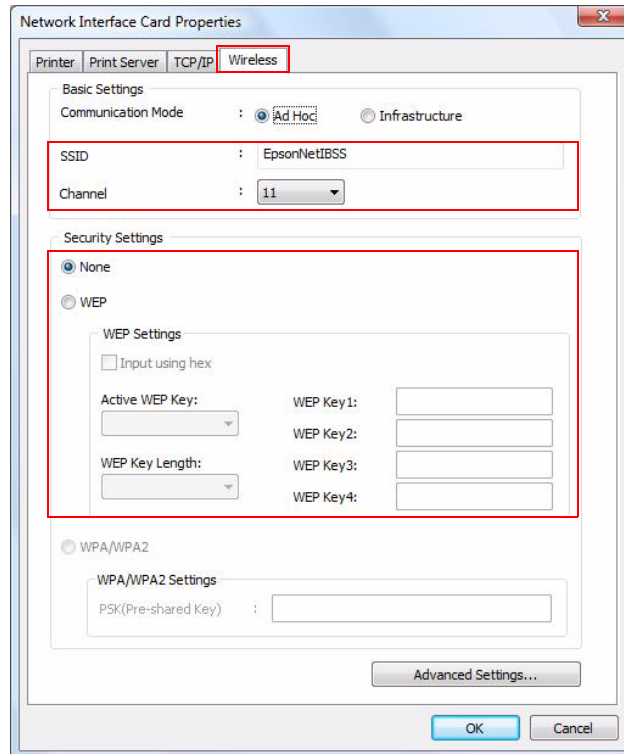 Network Interface Card Properties
Printer Print Server TCP/IP Wireless
Basic Settings
Communication Mode : Ad Hoc Infrastructure
SSID : EpsonNetIBSS
Channel : 11
Security Settings
None
WEP
WEP Settings
Input using hex
Active WEP Key: WEP Key1:
WEP Key2:
WEP Key Length: WEP Key3:
WEP Key4:
WPA/WPA2
WPA/WPA2 Settings
PSK(Pre-shared Key) :
Advanced Settings...
OK Cancel